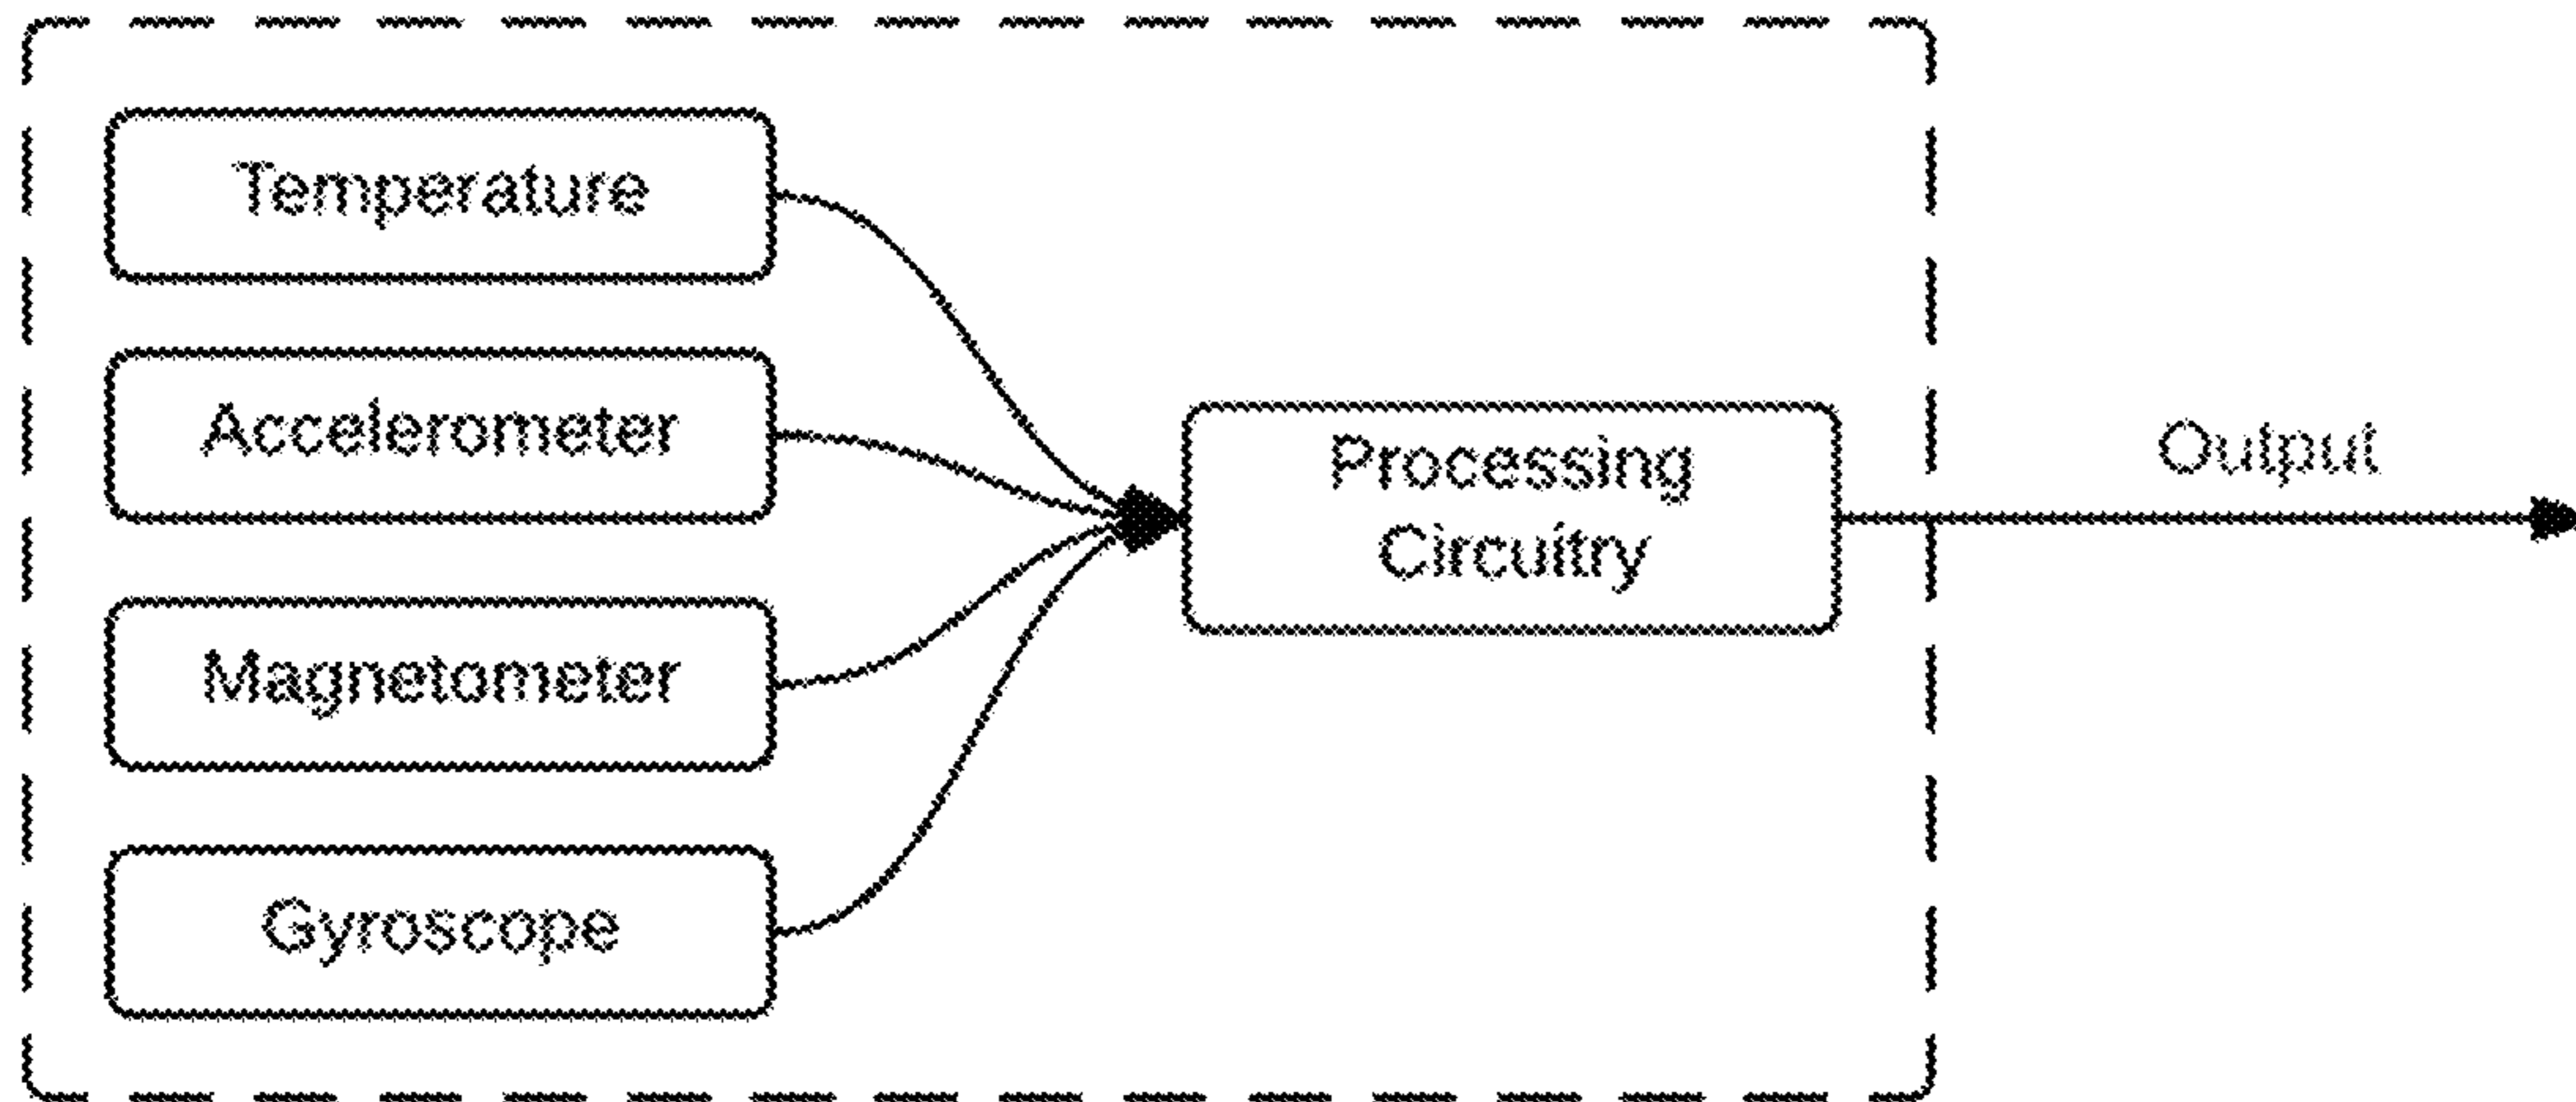 Temperature
Accelerometer
Magnetometer
Gyroscope
Processing
Circuitry
Output